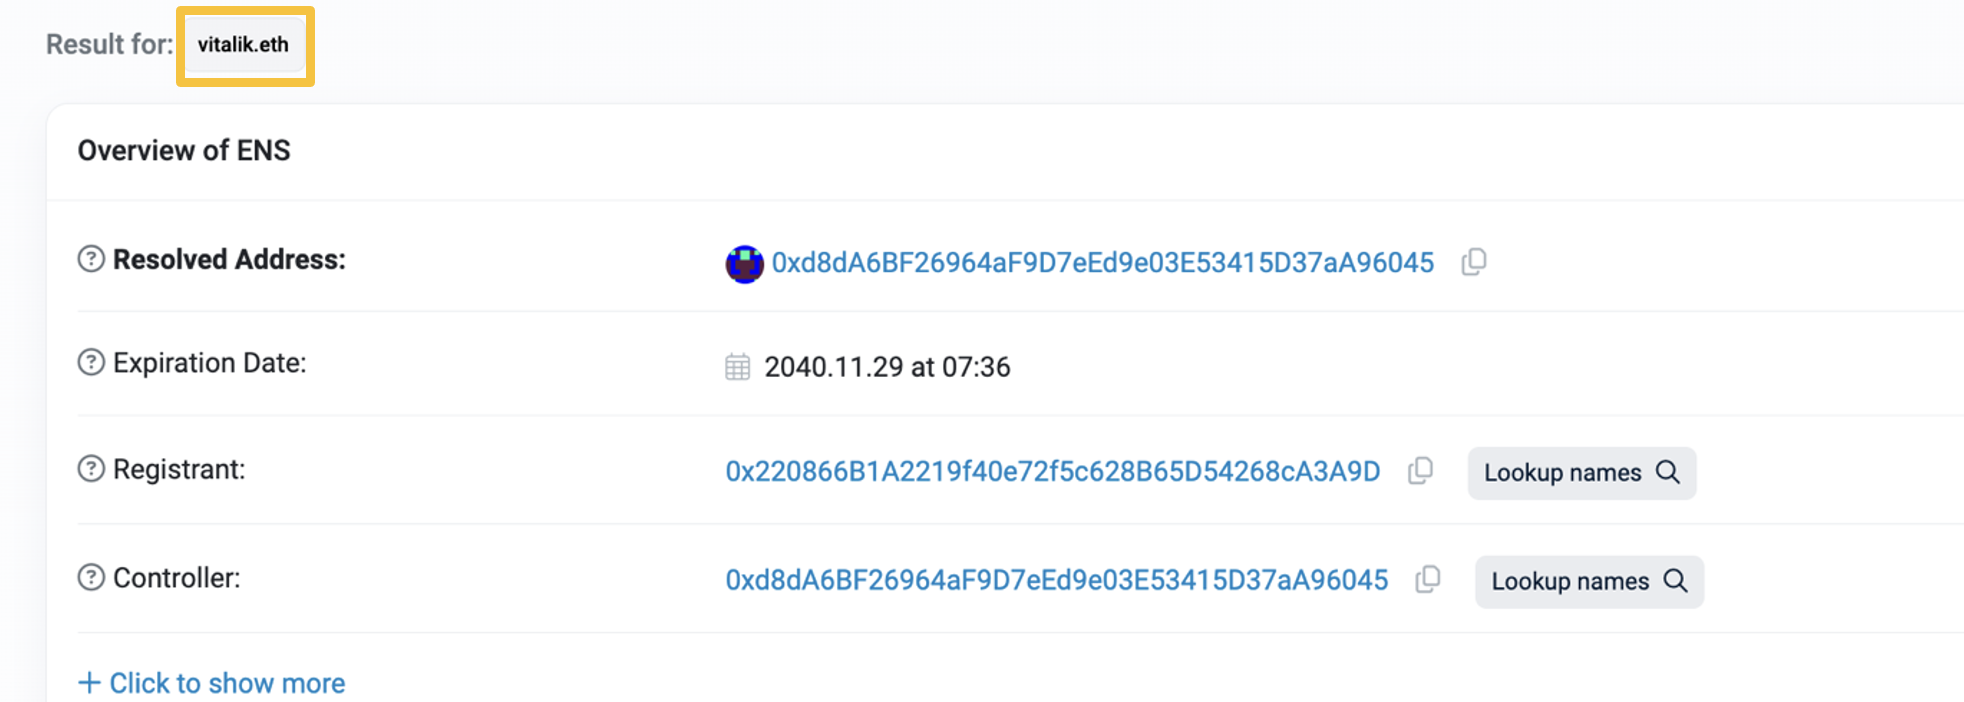 Result for: vitalik.eth
Overview of ENS
Resolved Address: 0xd8dA6BF26964aF9D7eEd9e03E53415D37aA96045
Expiration Date: 2040.11.29 at 07:36
Registrant: 0x220866B1A2219f40e72f5c628B65D54268cA3A9D Lookup names
Controller: 0xd8dA6BF26964aF9D7eEd9e03E53415D37aA96045 Lookup names
+ Click to show more